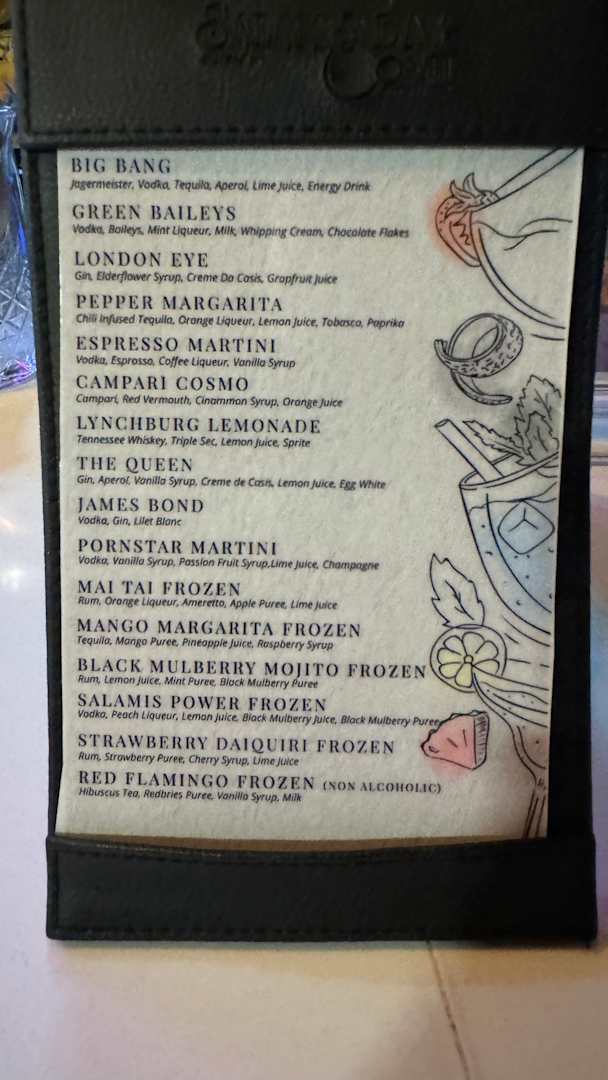 BIG BANG
Jagermeister, Vodka, Tequila, Aperol, Lime Juice, Energy Drink
GREEN BAILEYS
Vodka, Baileys, Mint Liqueur, Milk, Whipping Cream, Chocolate Flakes
LONDON EYE
Gin, Elderflower Syrup, Creme Da Casis, Grapfruit Juice
PEPPER MARGARITA
Chili Infused Tequila, Orange Liqueur, Lemon Juice, Tobasco, Paprika
ESPRESSO MARTINI
Vodka, Esprosso, Coffee Liqueur, Vanilla Syrup
CAMPARI COSMO
Campari, Red Vermouth, Cinammon Syrup, Orange Juice
LYNCHBURG LEMONADE
Tennessee Whiskey, Triple Sec, Lemon Juice, Sprite
THE QUEEN
Gin, Aperol, Vanilla Syrup, Creme de Casis, Lemon Juice, Egg White
JAMES BOND
Vodka, Gin, Lilet Blanc
PORNSTAR MARTINI
Vodka, Vanilla Syrup, Passion Fruit Syrup,Lime Juice, Champagne
MAI TAI FROZEN
Rum, Orange Liqueur, Ameretto, Apple Puree, Lime Juice
MANGO MARGARITA FROZEN
Tequila, Mango Puree, Pineapple Juice, Raspberry Syrup
BLACK MULBERRY MOJITO FROZEN
Rum, Lemon Juice, Mint Puree, Black Mulberry Puree
SALAMIS POWER FROZEN
Vodka, Peach Liqueur, Lemon Juice, Black Mulberry Juice, Black Mulberry Puree
STRAWBERRY DAIQUIRI FROZEN
Rum, Strawberry Puree, Cherry Syrup, Lime Juice
RED FLAMINGO FROZEN (NON ALCOHOLIC)
Hibuscus Tea, Redbries Puree, Vanilla Syrup, Milk